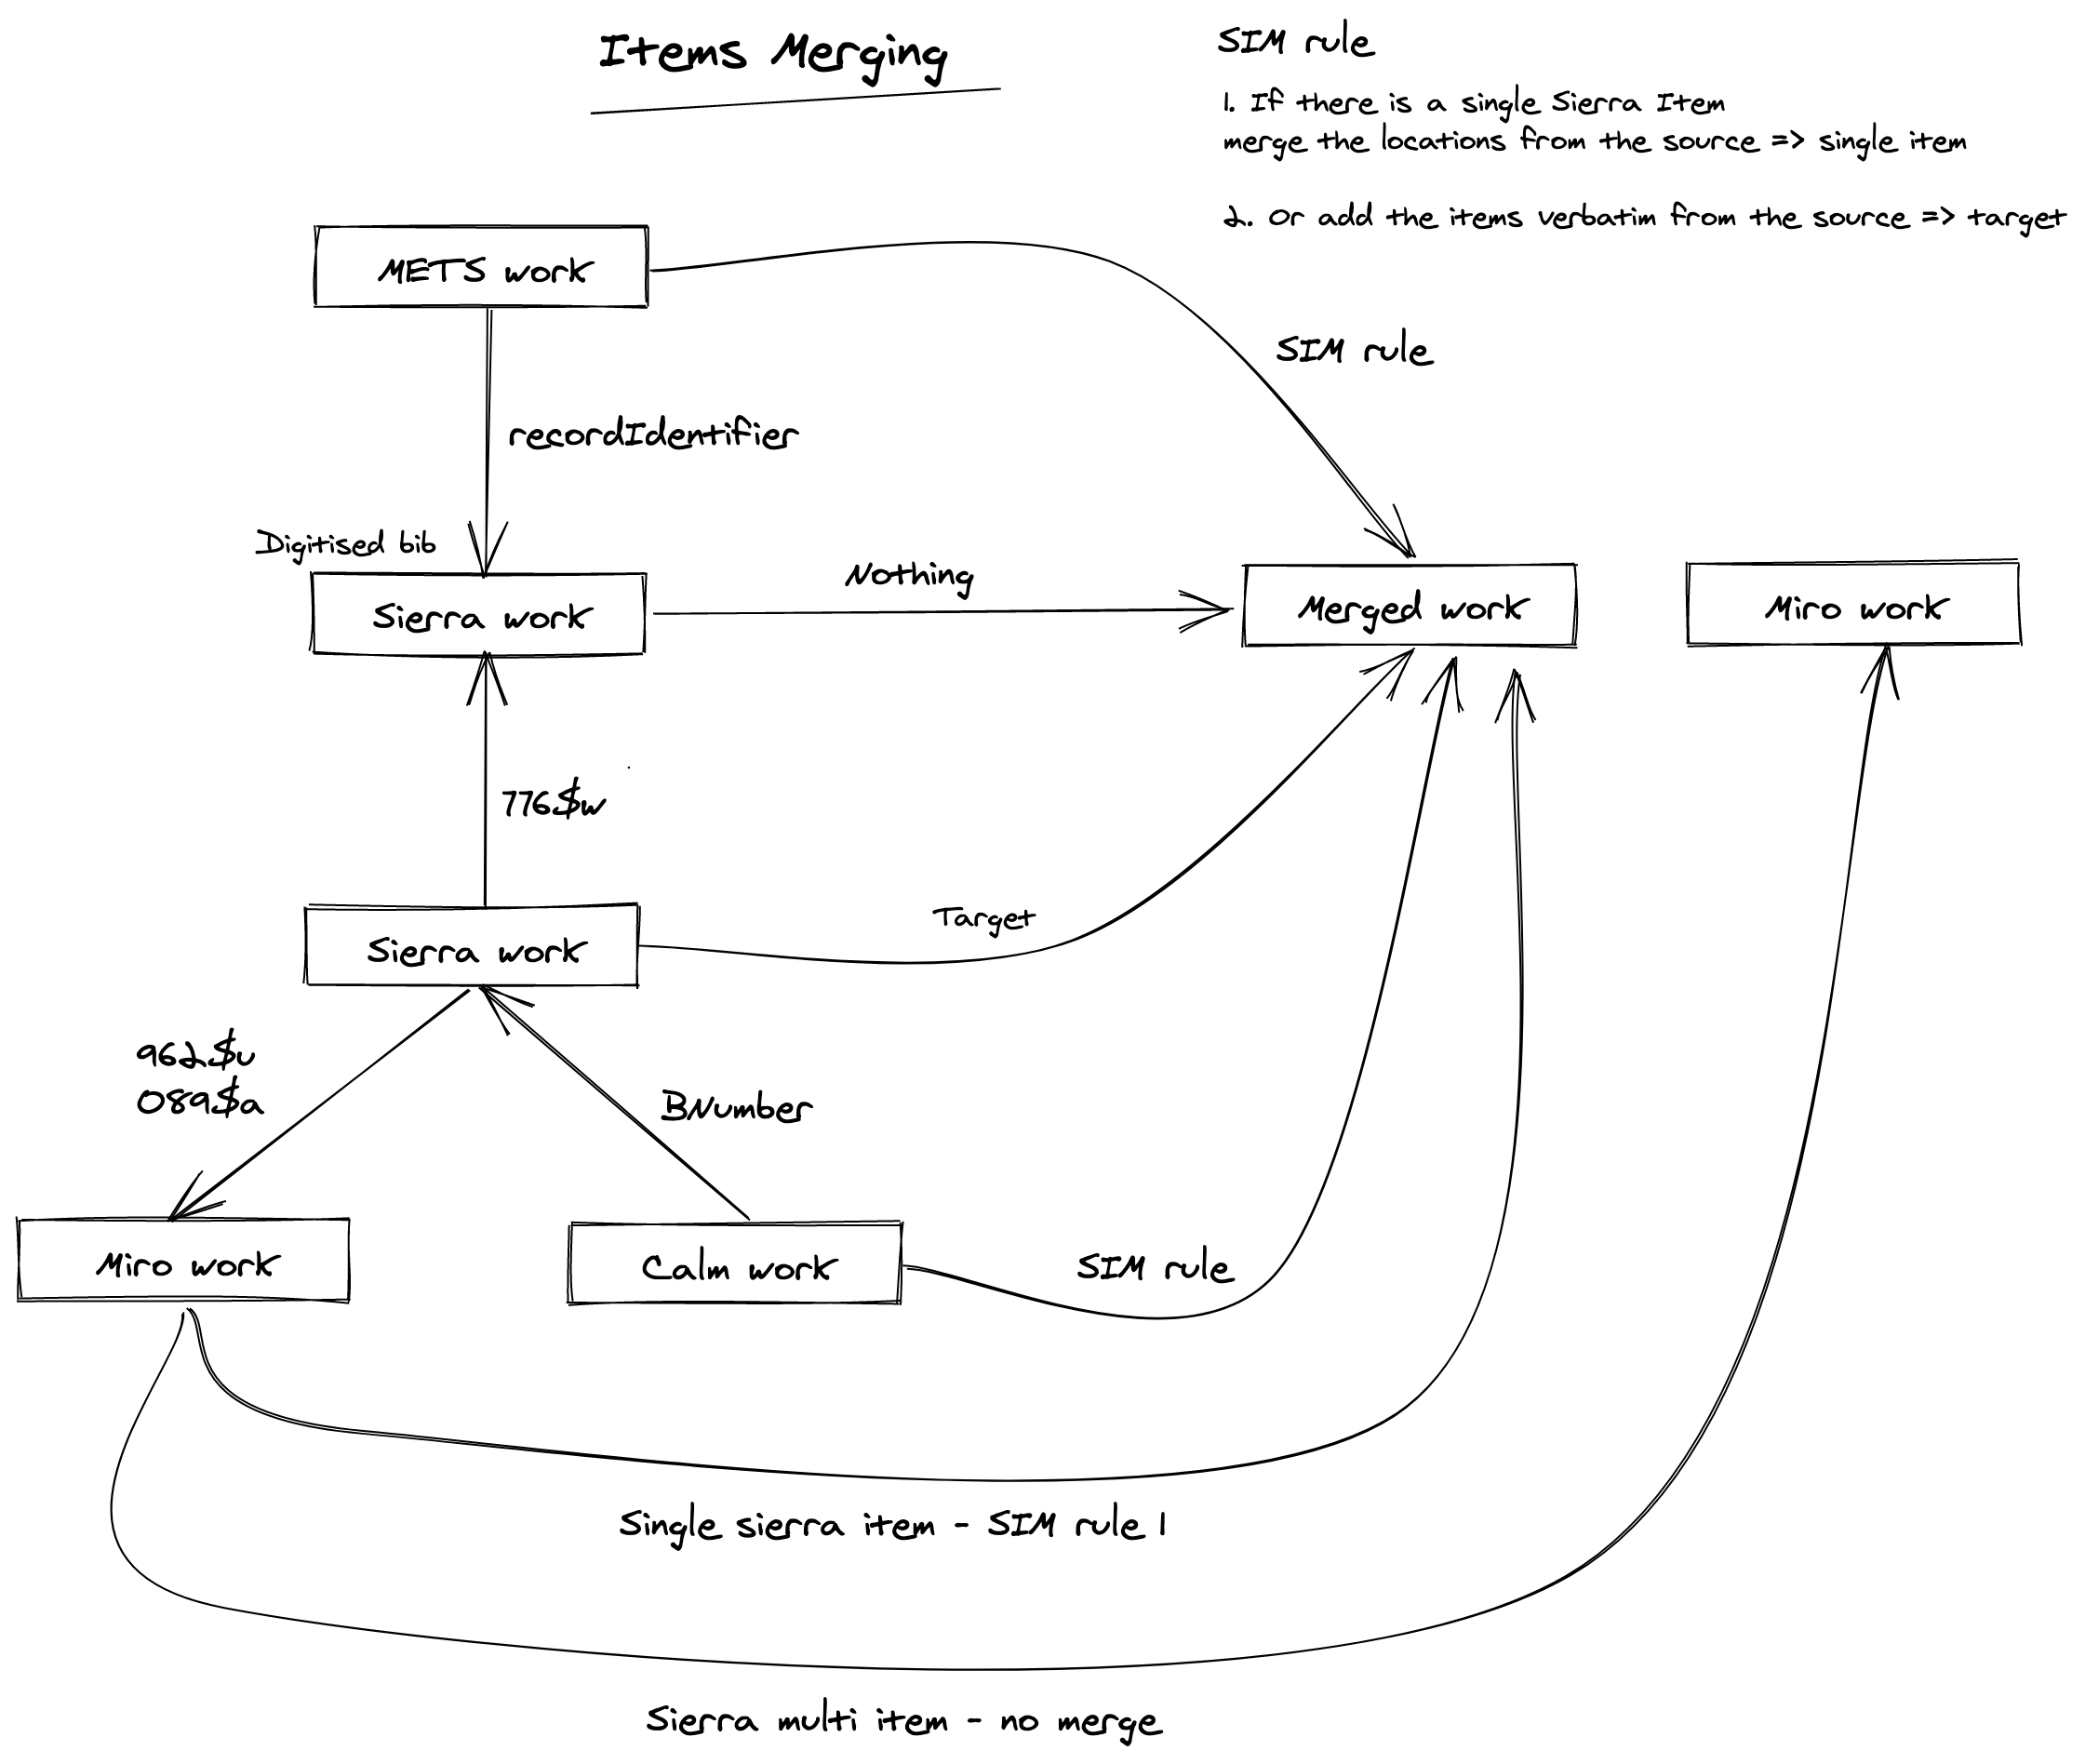 Items Merging
SIM rule
1. If there is a single Sierra Item
merge the locations from the source => single item
2. Or add the items verbatim from the source => target
METS work
SIM rule
recordIdentifier
Digitised bib
Sierra work
Nothing
Merged work
Miro work
776$w
Sierra work
Target
962$u
089$a
BNumber
Miro work
Calm work
SIM rule
Single sierra item - SIM rule 1
Sierra multi item - no merge